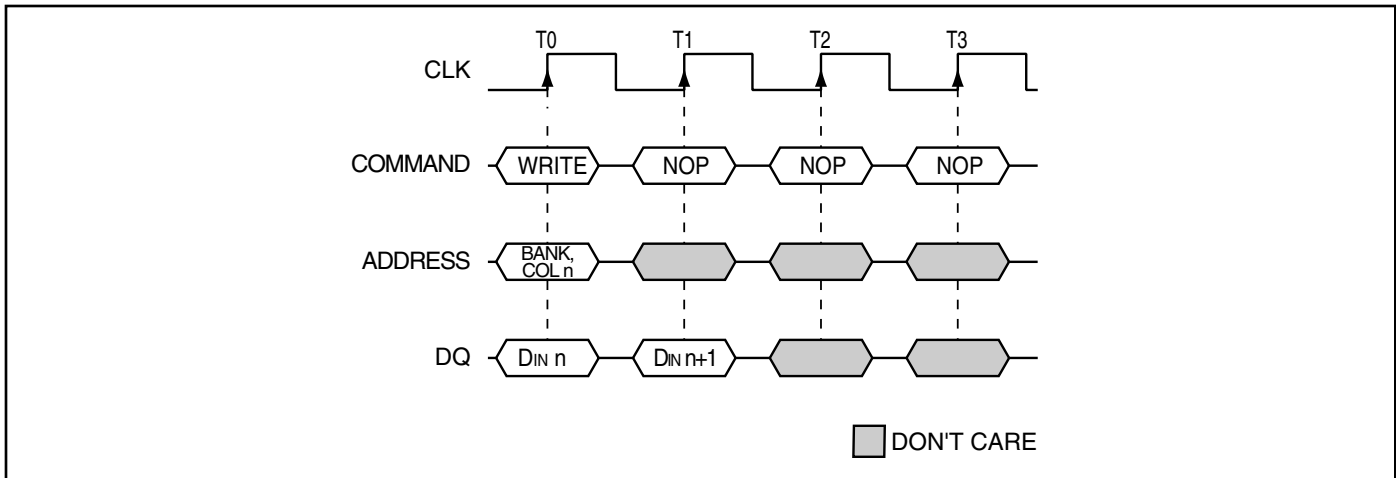 T0 T1 T2 T3
CLK
COMMAND WRITE NOP NOP NOP
ADDRESS BANK,
COL n
DQ DIN n DIN n+1
DON'T CARE